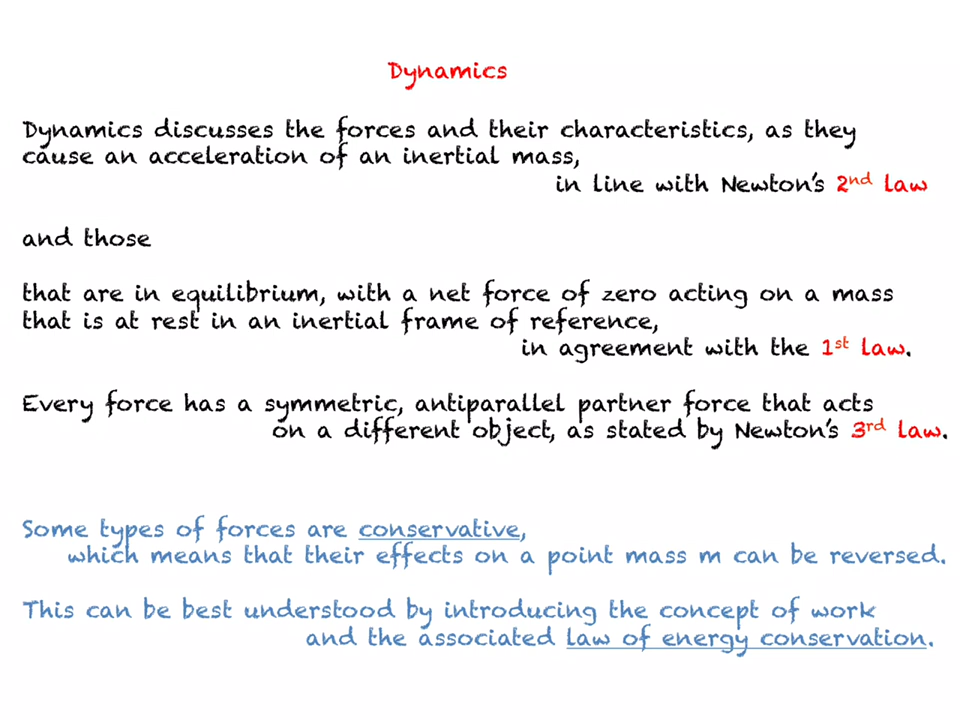 Dynamics
Dynamics discusses the forces and their characteristics, as they
cause an acceleration of an inertial mass,
in line with Newton's 2nd law
and those
that are in equilibrium, with a net force of zero acting on a mass
that is at rest in an inertial frame of reference,
in agreement with the 1st law.
Every force has a symmetric, antiparallel partner force that acts
on a different object, as stated by Newton's 3rd law.
Some types of forces are conservative,
which means that their effects on a point mass m can be reversed.
This can be best understood by introducing the concept of work
and the associated law of energy conservation.